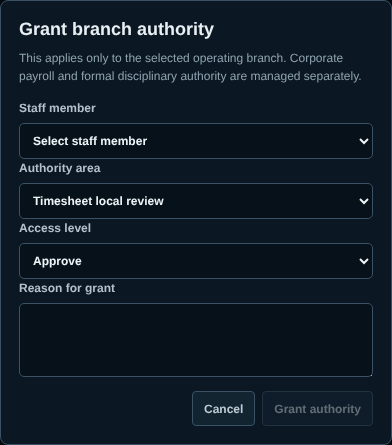 Grant branch authority
This applies only to the selected operating branch. Corporate
payroll and formal disciplinary authority are managed separately.
Staff member
Select staff member
Authority area
Timesheet local review
Access level
Approve
Reason for grant
Cancel Grant authority